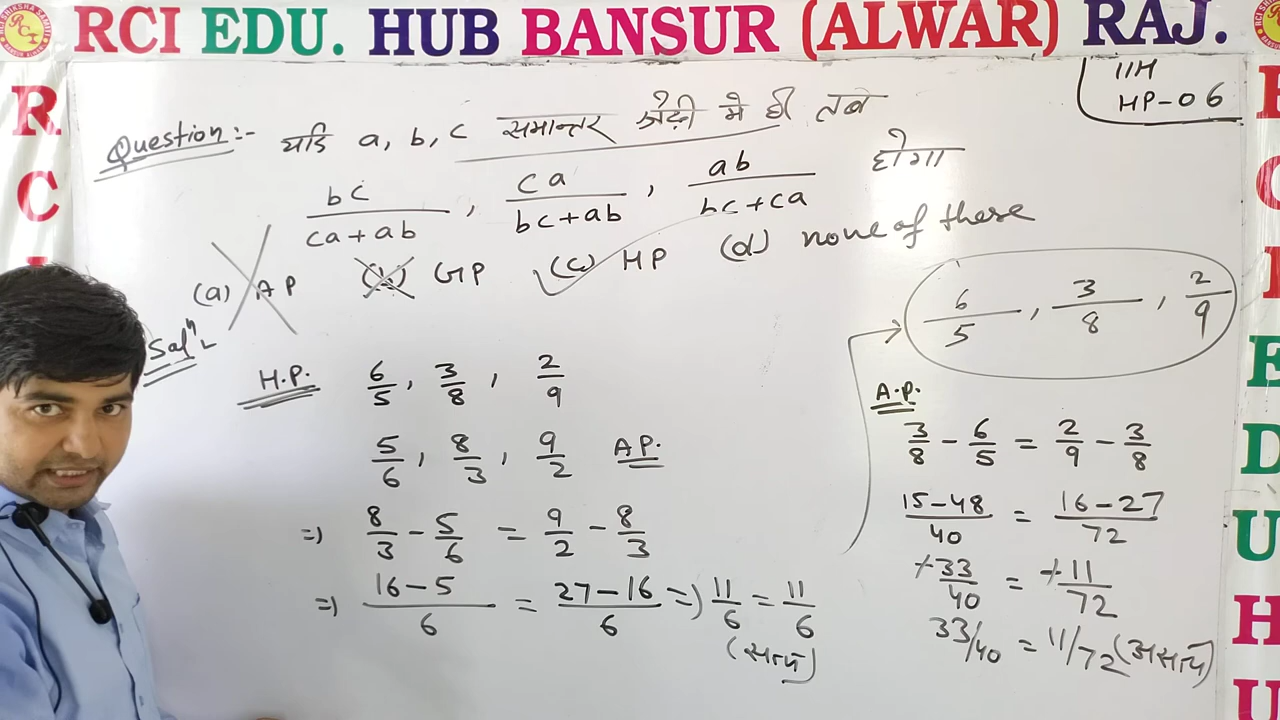 RCI EDU. HUB BANSUR (ALWAR) RAJ.
11H
HP-06
Question:- यदि a, b, c समान्तर श्रेढ़ी मे हो तब
bc/(ca+ab), ca/(bc+ab), ab/(bc+ca) होगा
(a) AP (b) GP (c) HP (d) none of these
6/5, 3/8, 2/9
Solⁿ-
H.P. 6/5, 3/8, 2/9
5/6, 8/3, 9/2 A.P.
=> 8/3 - 5/6 = 9/2 - 8/3
=> (16-5)/6 = (27-16)/6 => 11/6 = 11/6
(सत्य)
A.P.
3/8 - 6/5 = 2/9 - 3/8
(15-48)/40 = (16-27)/72
+33/40 = +11/72
33/40 = 11/72 (असत्य)
R
C
I
R
C
I
E
D
U
H
U